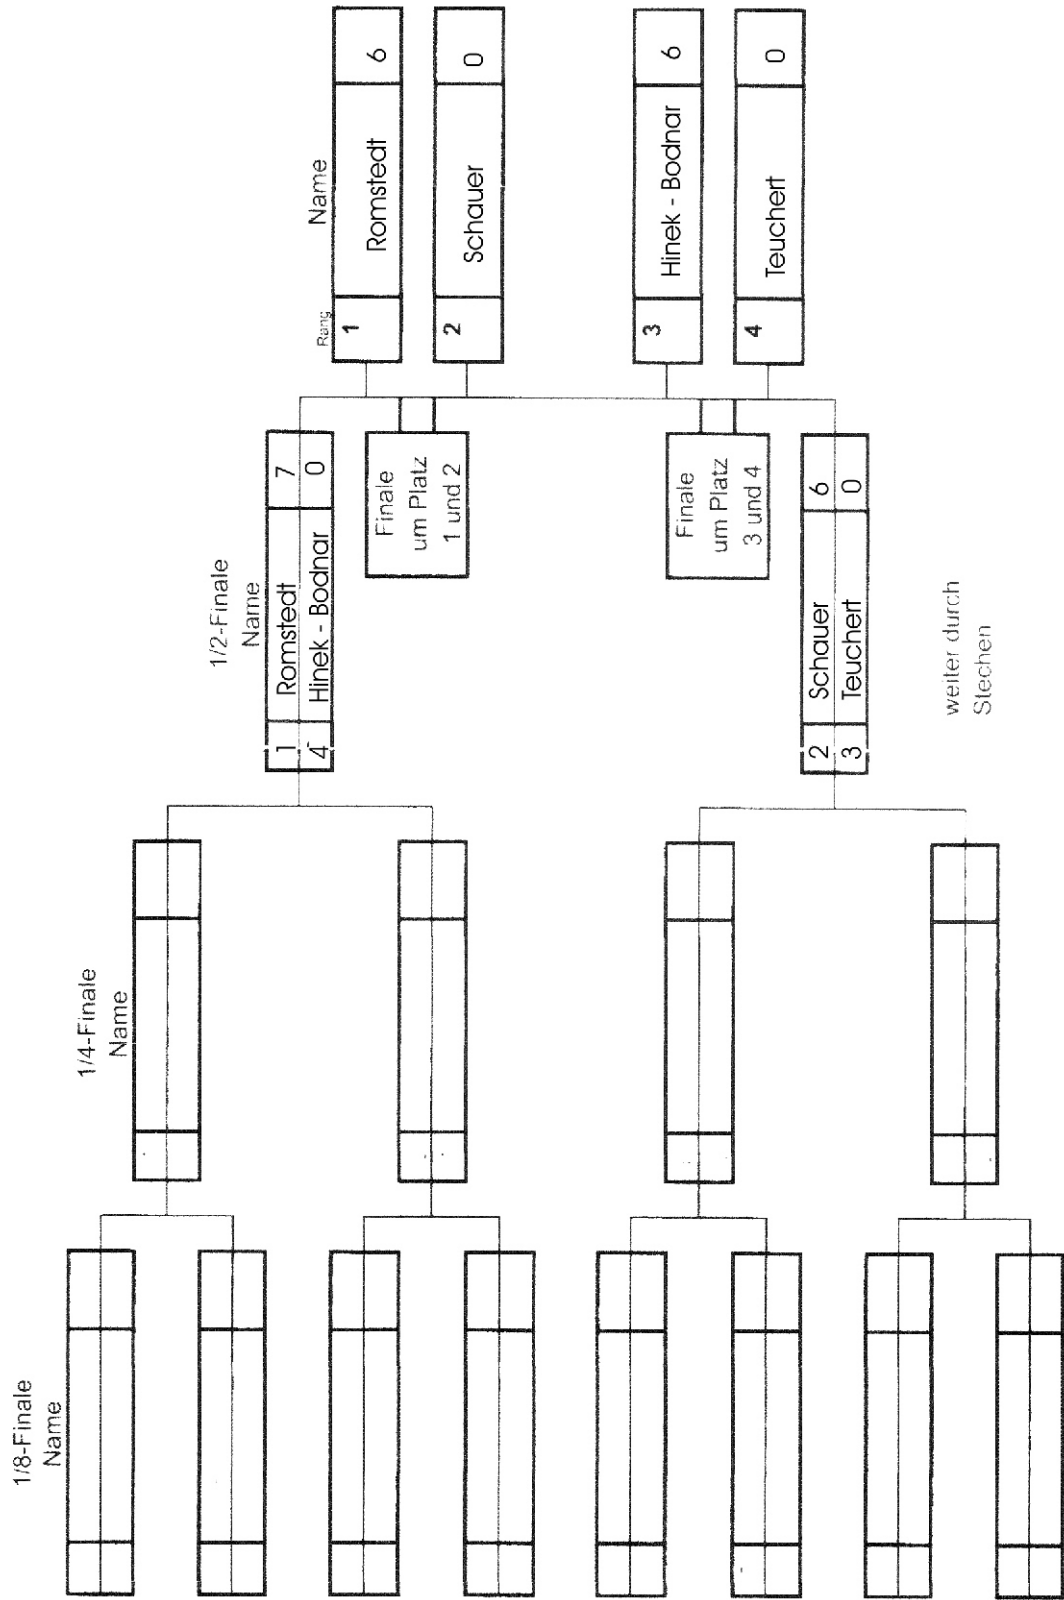 1/8-Finale
Name
1/4-Finale
Name
1/2-Finale
Name
1 Romstedt 7
4 Hinek - Bodnar 0
2 Schauer 6
3 Teuchert 0
Finale
um Platz
1 und 2
Finale
um Platz
3 und 4
weiter durch
Stechen
Rang Name
1 Romstedt 6
2 Schauer 0
3 Hinek - Bodnar 6
4 Teuchert 0